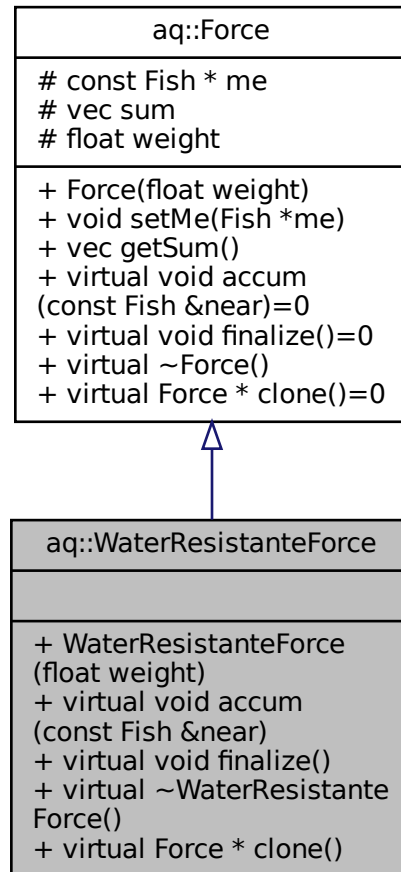 aq::Force
# const Fish * me
# vec sum
# float weight
+ Force(float weight)
+ void setMe(Fish *me)
+ vec getSum()
+ virtual void accum
(const Fish &near)=0
+ virtual void finalize()=0
+ virtual ~Force()
+ virtual Force * clone()=0
aq::WaterResistanteForce
+ WaterResistanteForce
(float weight)
+ virtual void accum
(const Fish &near)
+ virtual void finalize()
+ virtual ~WaterResistante
Force()
+ virtual Force * clone()